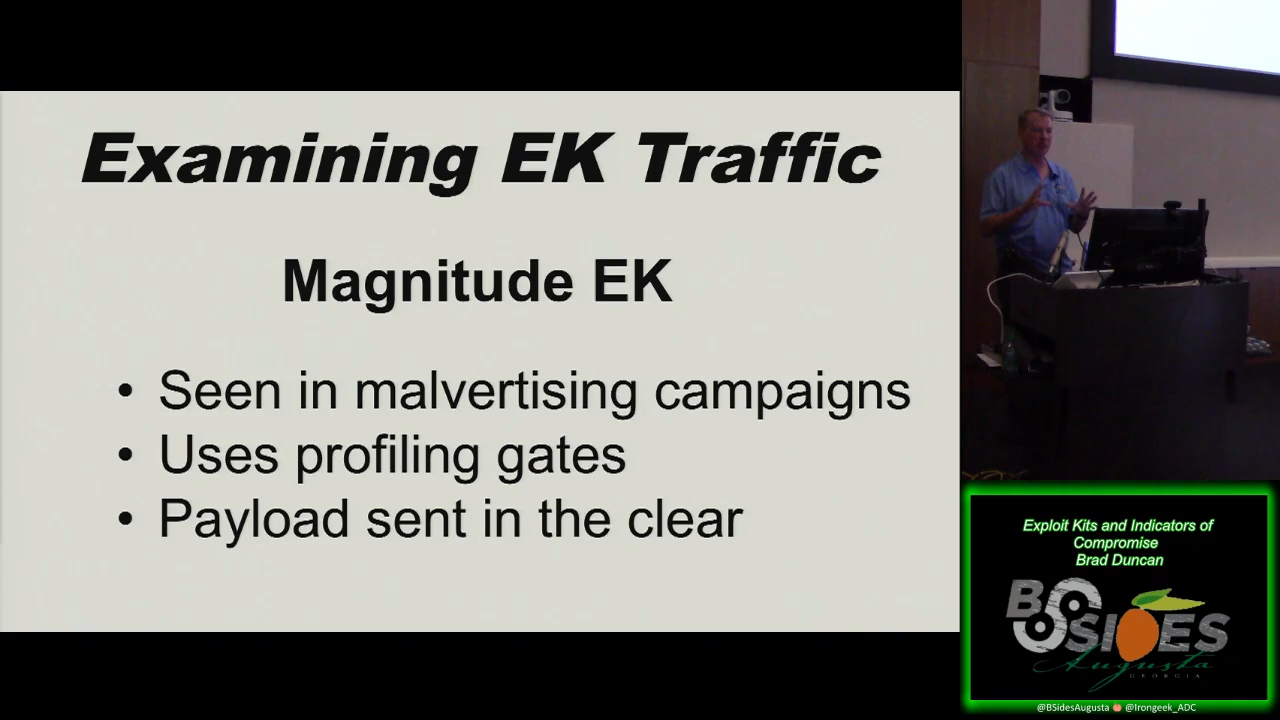 Examining EK Traffic
Magnitude EK
• Seen in malvertising campaigns
• Uses profiling gates
• Payload sent in the clear
Exploit Kits and Indicators of
Compromise
Brad Duncan
BSIDES
Augusta
GEORGIA
@BSidesAugusta @Irongeek_ADC